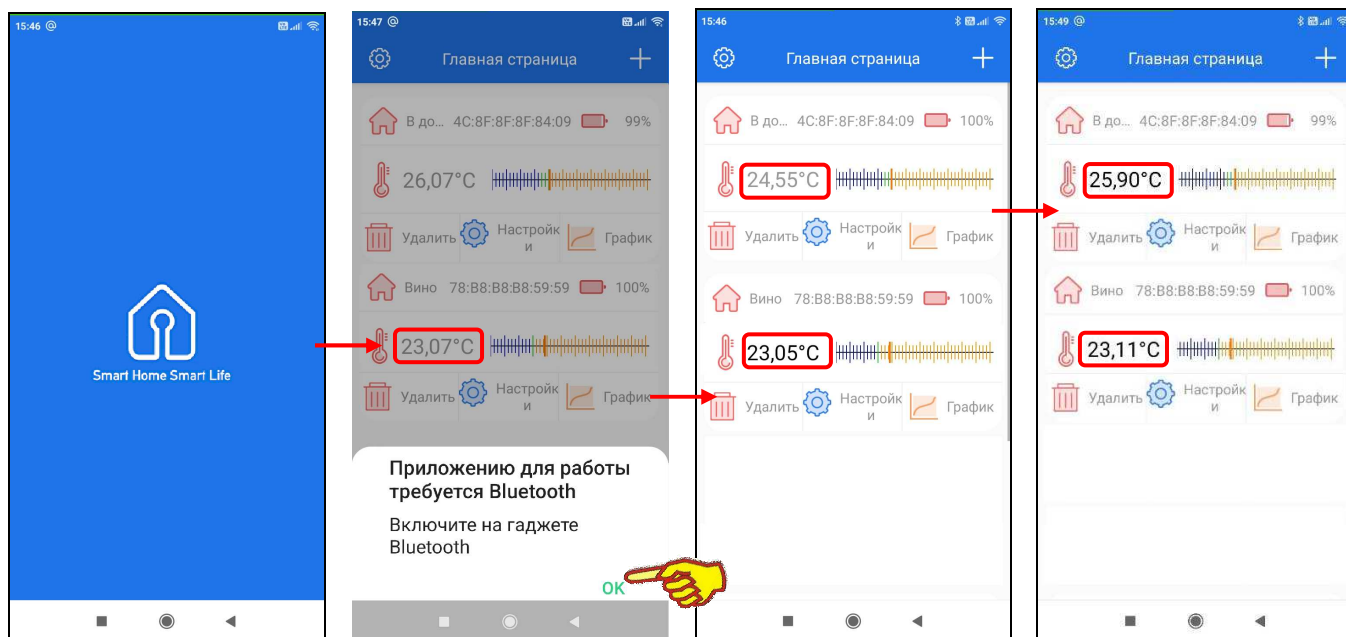 15:46 @
Smart Home Smart Life
15:47 @
Главная страница
В до... 4C:8F:8F:8F:84:09 99%
26,07°C
Удалить Настройк
и График
Вино 78:B8:B8:B8:59:59 100%
23,07°C
Удалить Настройк
и График
Приложению для работы
требуется Bluetooth
Включите на гаджете
Bluetooth
ОК
15:46
Главная страница
В до... 4C:8F:8F:8F:84:09 100%
24,55°C
Удалить Настройк
и График
Вино 78:B8:B8:B8:59:59 100%
23,05°C
Удалить Настройк
и График
15:49 @
Главная страница
В до... 4C:8F:8F:8F:84:09 99%
25,90°C
Удалить Настройк
и График
Вино 78:B8:B8:B8:59:59 100%
23,11°C
Удалить Настройк
и График